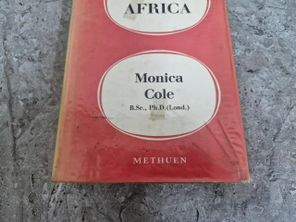 AFRICA
Monica
Cole
B.Sc., Ph.D. (Lond.)
METHUEN